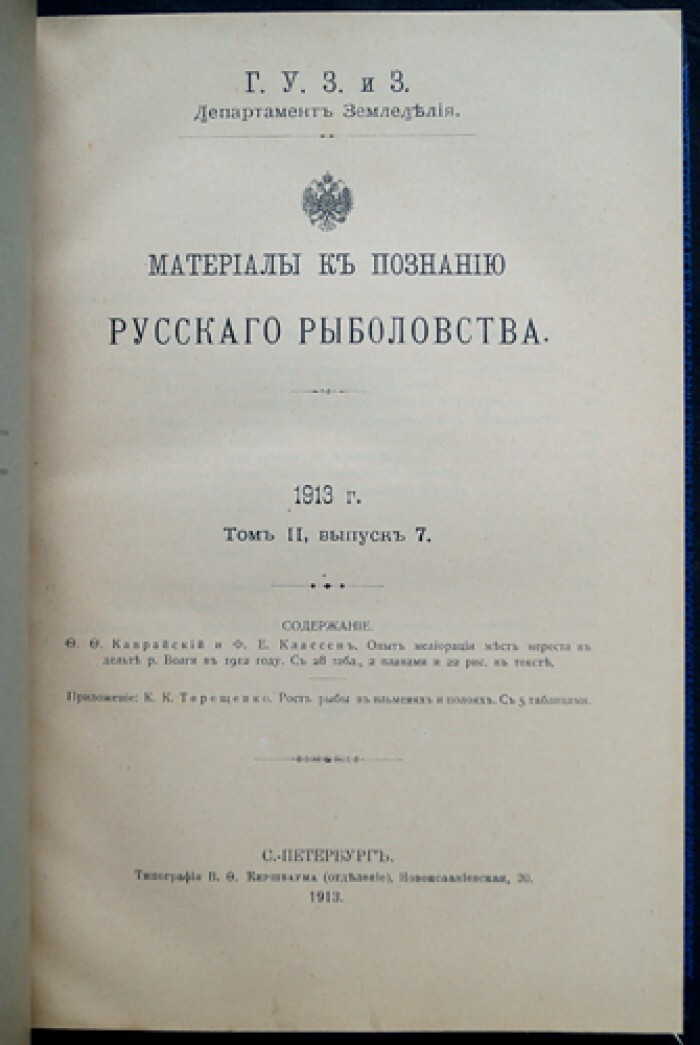 Г. У. З. и З.
Департаментъ Земледѣлія.
МАТЕРІАЛЫ КЪ ПОЗНАНІЮ
РУССКАГО РЫБОЛОВСТВА.
1913 г.
Томъ II, выпускъ 7.
СОДЕРЖАНІЕ.
Ѳ. Ѳ. Каврайскій и Ф. Е. Классенъ. Опытъ меліораціи мѣстъ нереста въ
дельтѣ р. Волги въ 1912 году. Съ 28 табл., 2 планами и 22 рис. въ текстѣ,
Приложеніе: К. К. Терещенко. Ростъ рыбы въ ильменяхъ и полояхъ. Съ 5 таблицами.
С.-ПЕТЕРБУРГЪ.
Типографія В. Ѳ. Киршбаума (отдѣленіе), Новоисаакіевская, 20.
1913.